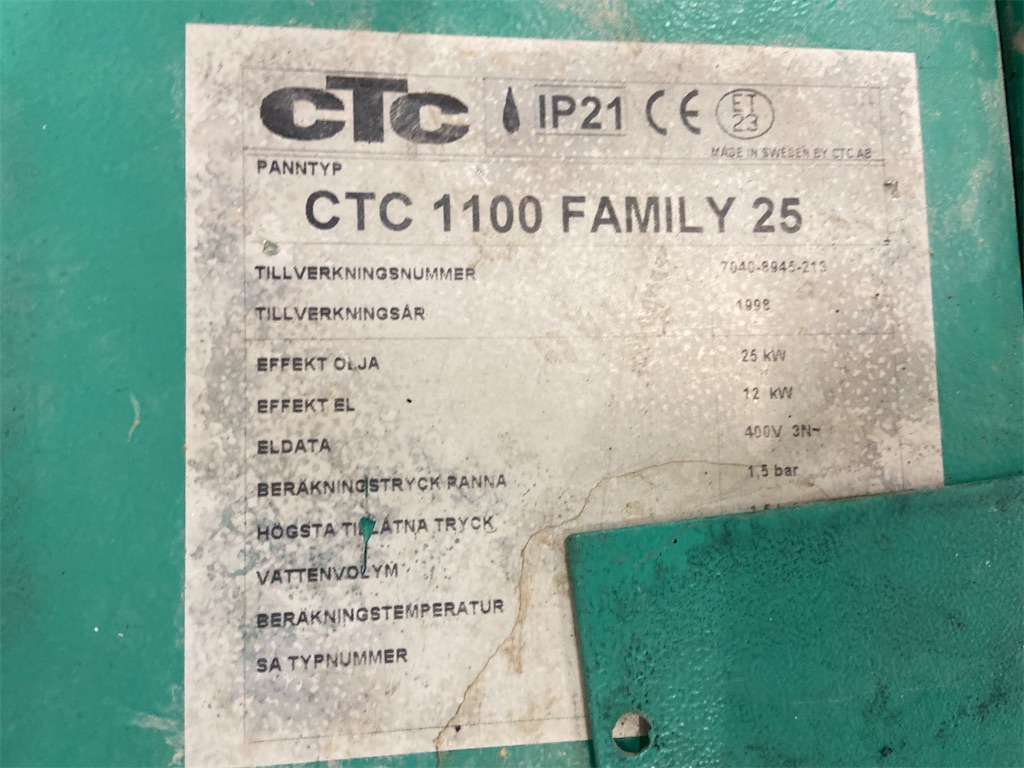 CTC IP21 CE ET 23
MADE IN SWEDEN BY CTC AB
PANNTYP
CTC 1100 FAMILY 25
TILLVERKNINGSNUMMER 7040-8945-213
TILLVERKNINGSÅR 1998
EFFEKT OLJA 25 kW
EFFEKT EL 12 kW
ELDATA 400V 3N~
BERÄKNINGSTRYCK PANNA 1,5 bar
HÖGSTA TILLÅTNA TRYCK
VATTENVOLYM
BERÄKNINGSTEMPERATUR
SA TYPNUMMER